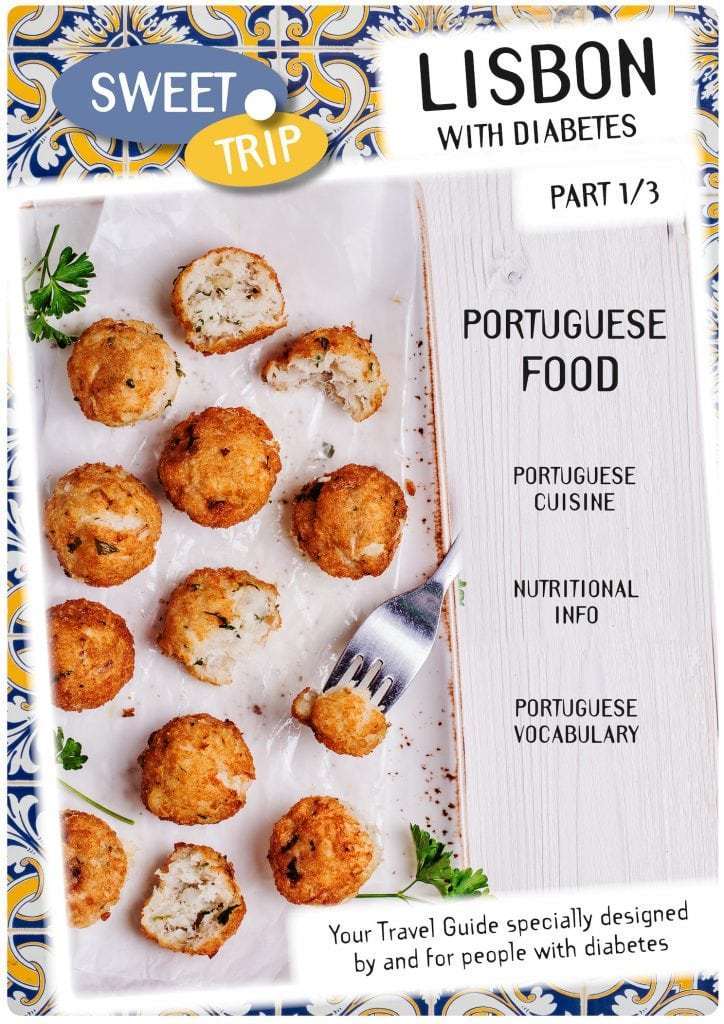 SWEET
TRIP
LISBON
WITH DIABETES
PART 1/3
PORTUGUESE
FOOD
PORTUGUESE
CUISINE
NUTRITIONAL
INFO
PORTUGUESE
VOCABULARY
Your Travel Guide specially designed
by and for people with diabetes